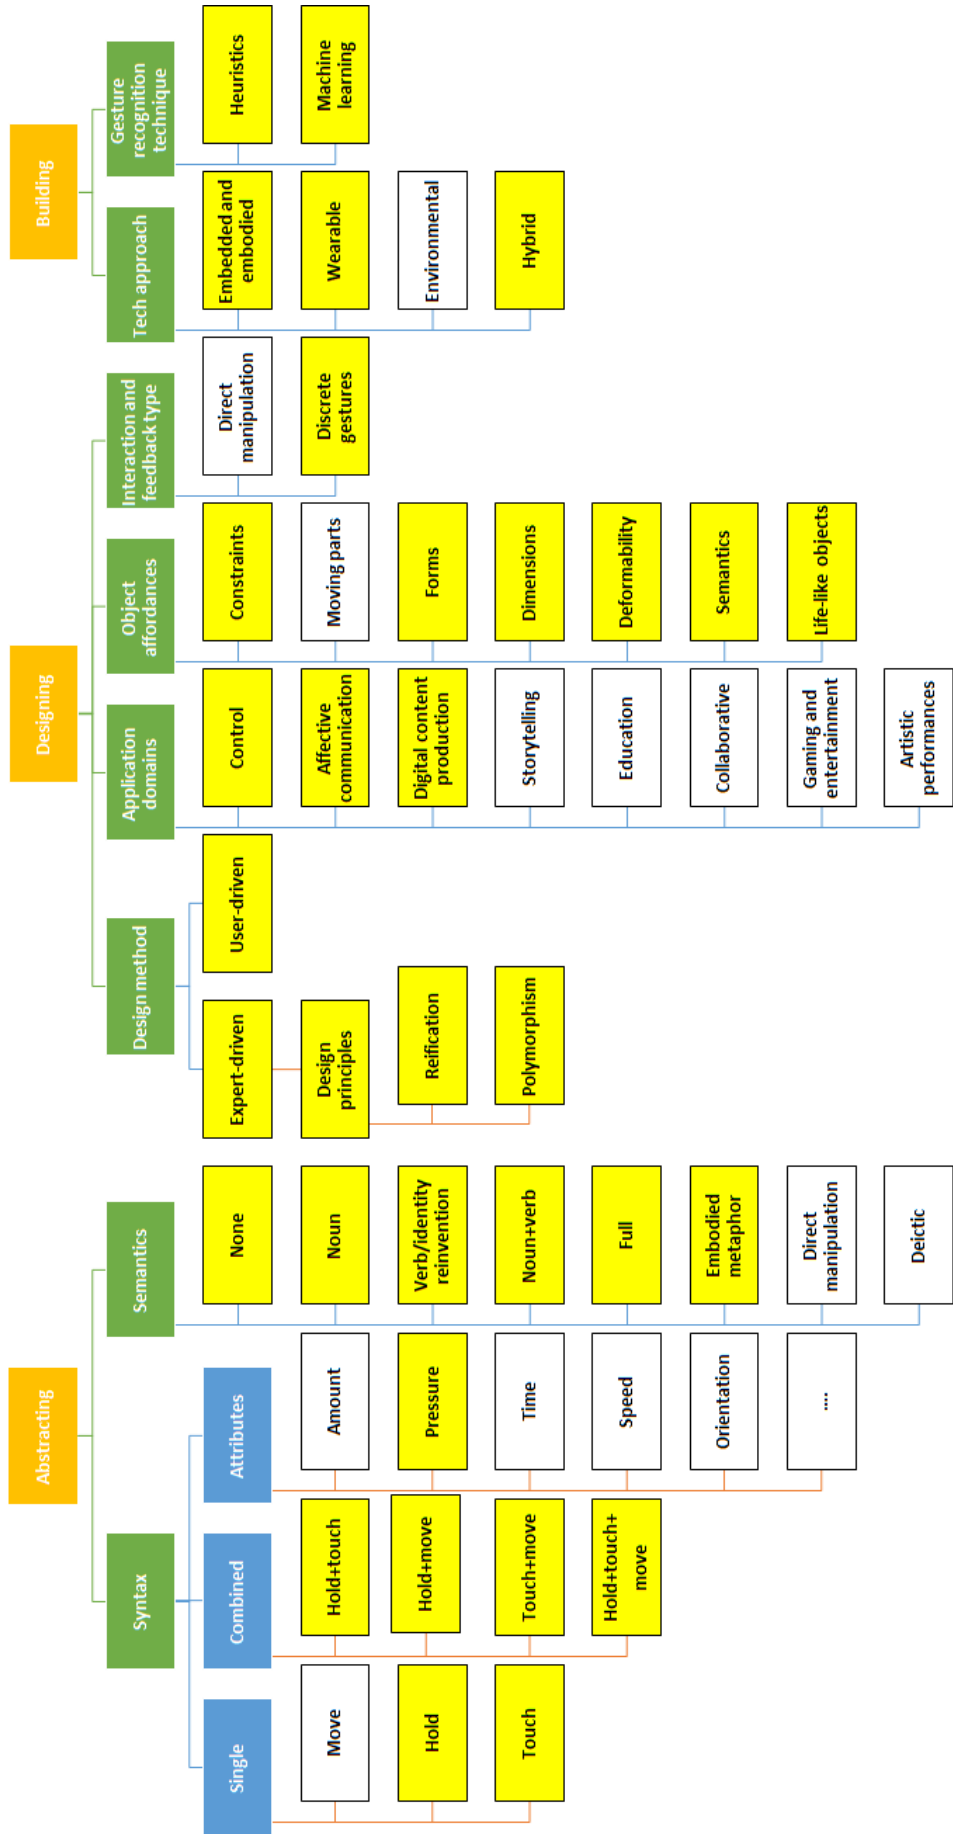 Abstracting
Syntax
Single
Move
Hold
Touch
Combined
Hold+touch
Hold+move
Touch+move
Hold+touch+
move
Attributes
Amount
Pressure
Time
Speed
Orientation
....
Semantics
None
Noun
Verb/identity
reinvention
Noun+verb
Full
Embodied
metaphor
Direct
manipulation
Deictic
Designing
Design method
Expert-driven
Design
principles
Reification
Polymorphism
User-driven
Application
domains
Control
Affective
communication
Digital content
production
Storytelling
Education
Collaborative
Gaming and
entertainment
Artistic
performances
Object
affordances
Constraints
Moving parts
Forms
Dimensions
Deformability
Semantics
Life-like objects
Interaction and
feedback type
Direct
manipulation
Discrete
gestures
Building
Tech approach
Embedded and
embodied
Wearable
Environmental
Hybrid
Gesture
recognition
technique
Heuristics
Machine
learning